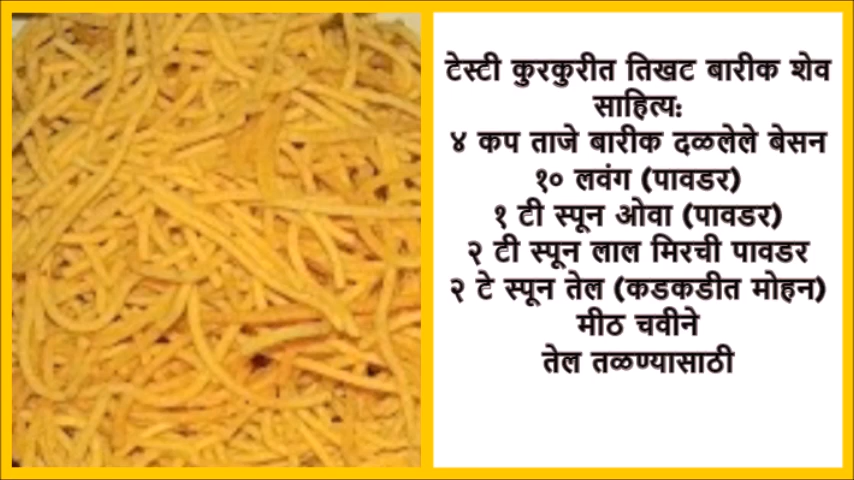 टेस्टी कुरकुरीत तिखट बारीक शेव
साहित्य:
४ कप ताजे बारीक दळलेले बेसन
१० लवंग (पावडर)
१ टी स्पून ओवा (पावडर)
२ टी स्पून लाल मिरची पावडर
२ टे स्पून तेल (कडकडीत मोहन)
मीठ चवीने
तेल तळण्यासाठी